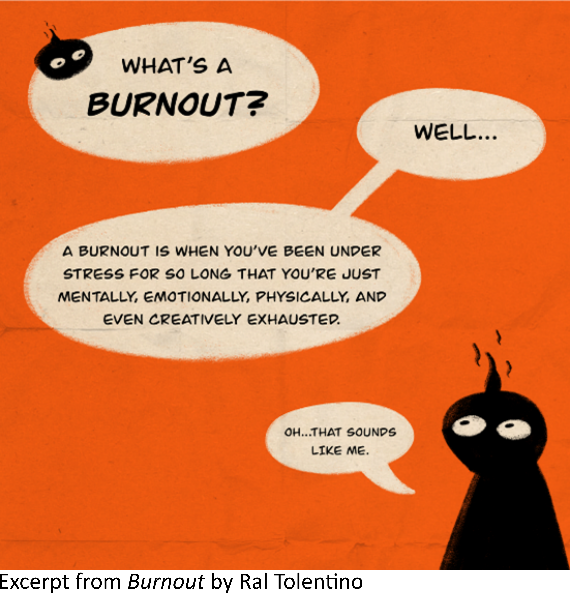 WHAT'S A
BURNOUT?
WELL...
A BURNOUT IS WHEN YOU'VE BEEN UNDER
STRESS FOR SO LONG THAT YOU'RE JUST
MENTALLY, EMOTIONALLY, PHYSICALLY, AND
EVEN CREATIVELY EXHAUSTED.
OH...THAT SOUNDS
LIKE ME.
Excerpt from Burnout by Ral Tolentino